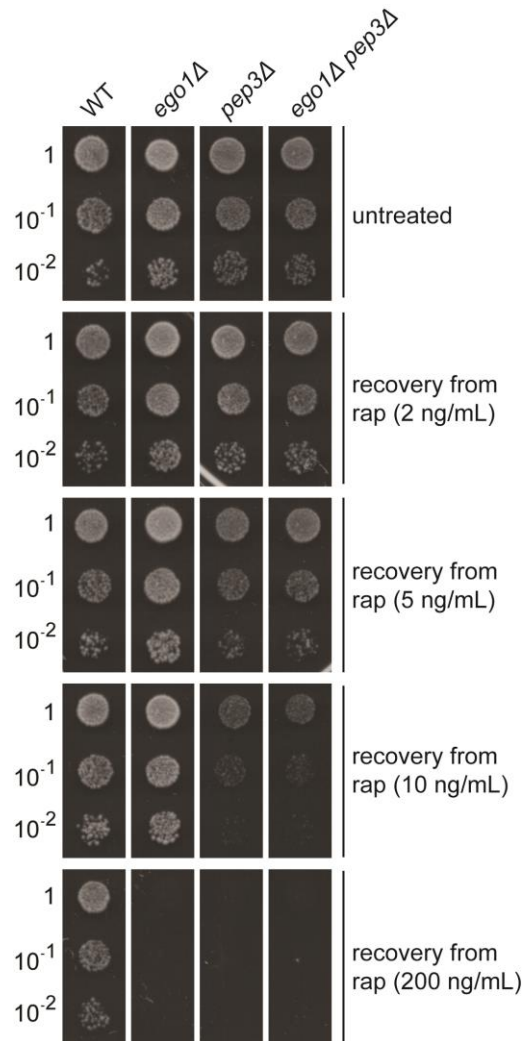 WT
ego1Δ
pep3Δ
ego1Δ pep3Δ
1
10-1
10-2
untreated
1
10-1
10-2
recovery from
rap (2 ng/mL)
1
10-1
10-2
recovery from
rap (5 ng/mL)
1
10-1
10-2
recovery from
rap (10 ng/mL)
1
10-1
10-2
recovery from
rap (200 ng/mL)